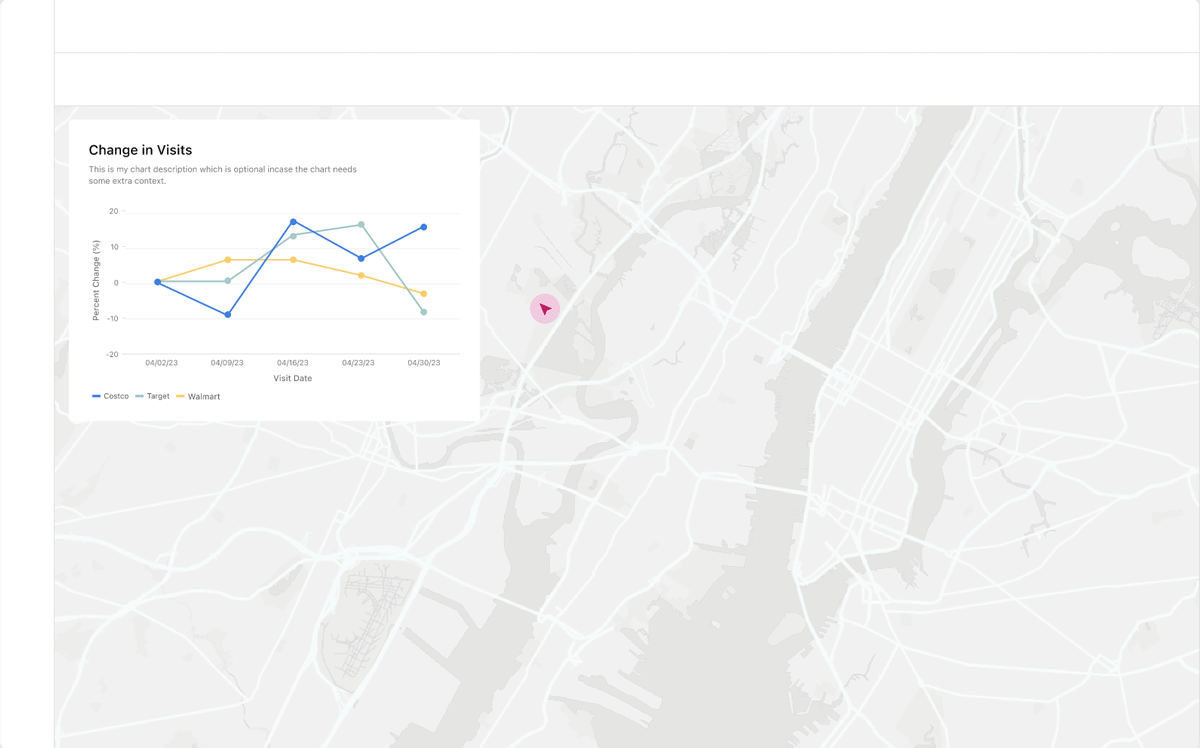 Change in Visits
This is my chart description which is optional incase the chart needs
some extra context.
20
10
0
-10
-20
Percent Change (%)
04/02/23 04/09/23 04/16/23 04/23/23 04/30/23
Visit Date
Costco Target Walmart